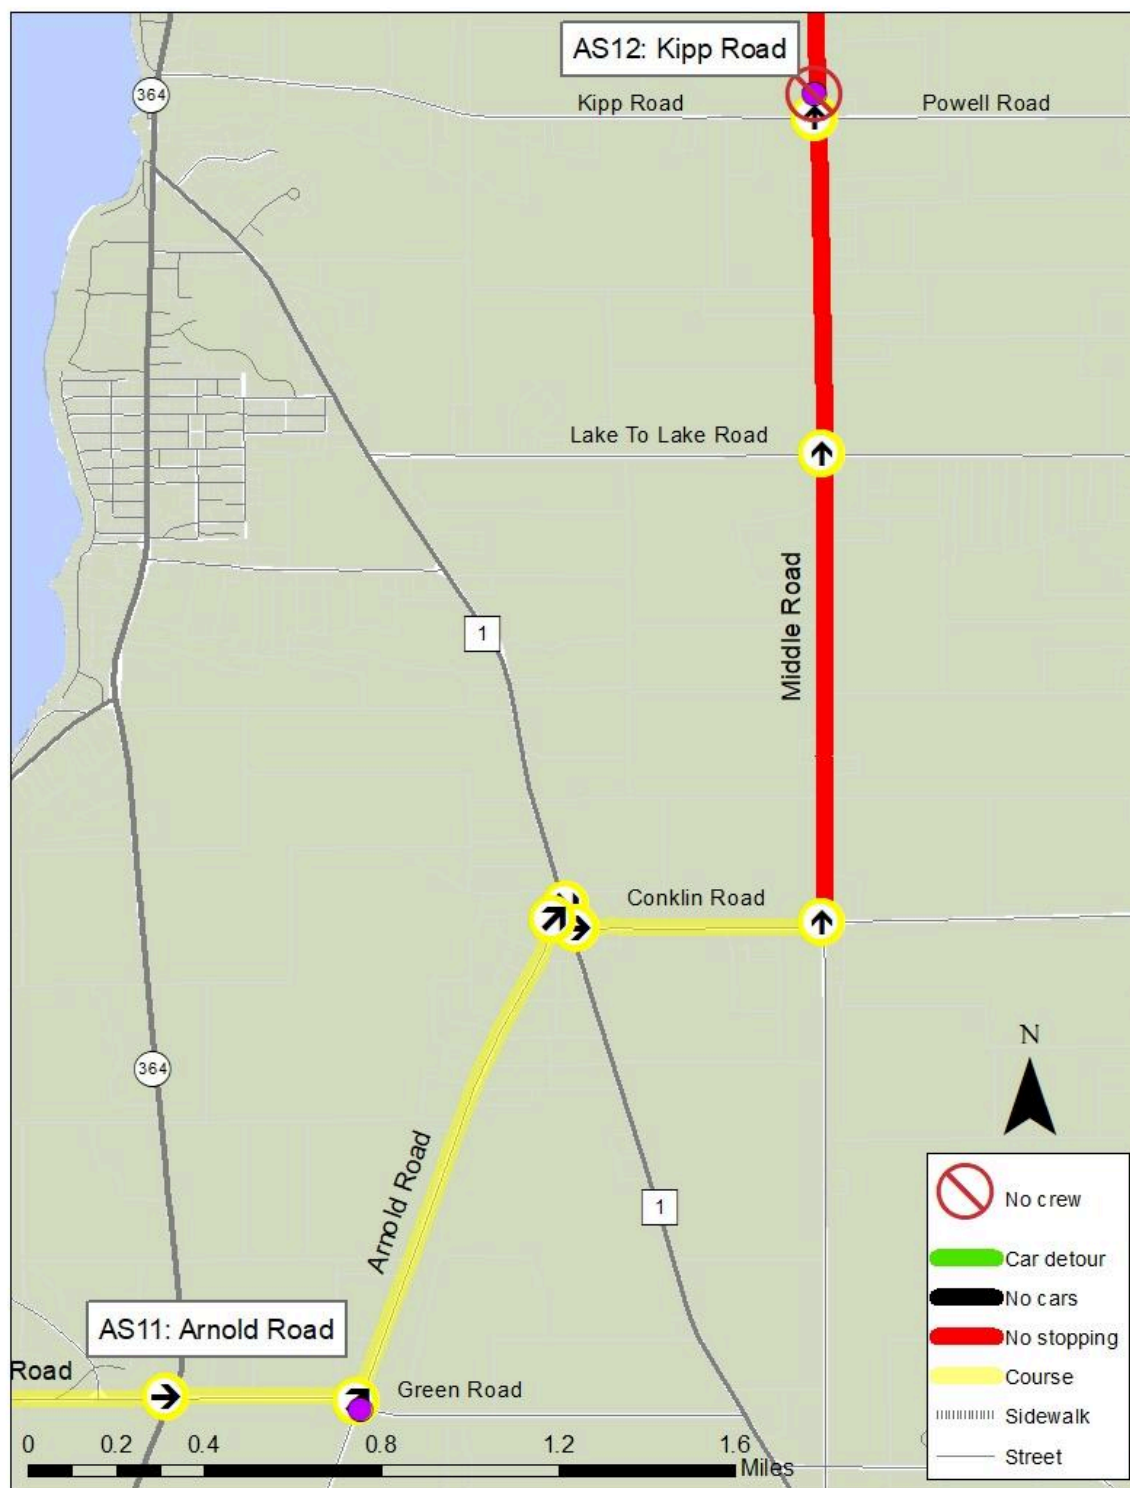 AS12: Kipp Road
364
Kipp Road
Powell Road
Lake To Lake Road
Middle Road
1
Conklin Road
N
364
Arnold Road
1
No crew
Car detour
No cars
No stopping
Course
Sidewalk
Street
AS11: Arnold Road
Road
Green Road
0 0.2 0.4 0.8 1.2 1.6
Miles